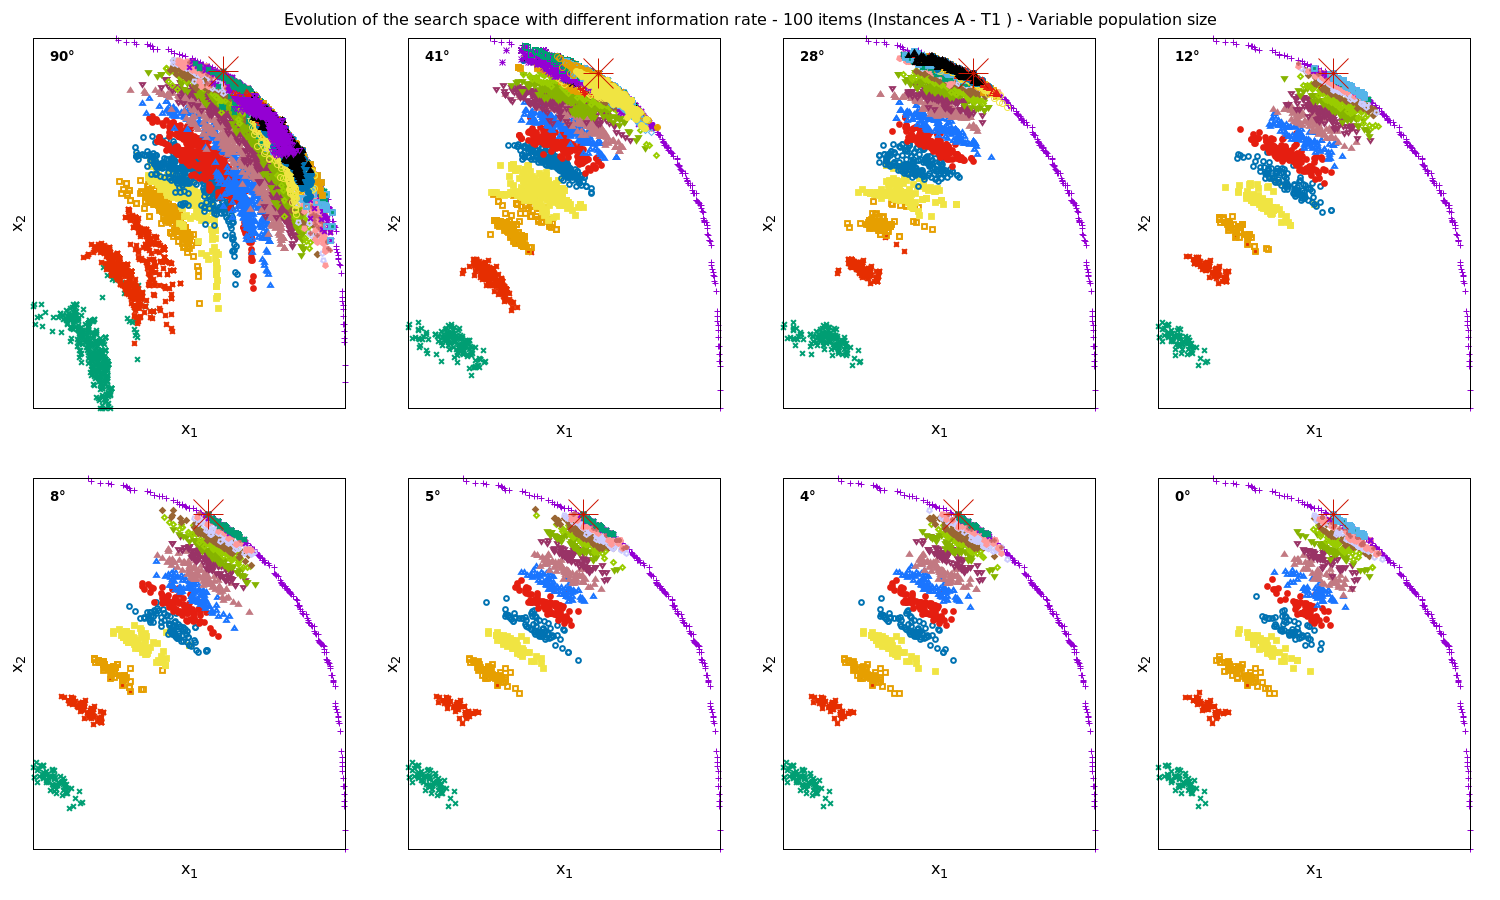 Evolution of the search space with different information rate - 100 items (Instances A - T1 ) - Variable population size
90° 41° 28° 12°
x₂ x₂ x₂ x₂
x₁ x₁ x₁ x₁
8° 5° 4° 0°
x₂ x₂ x₂ x₂
x₁ x₁ x₁ x₁